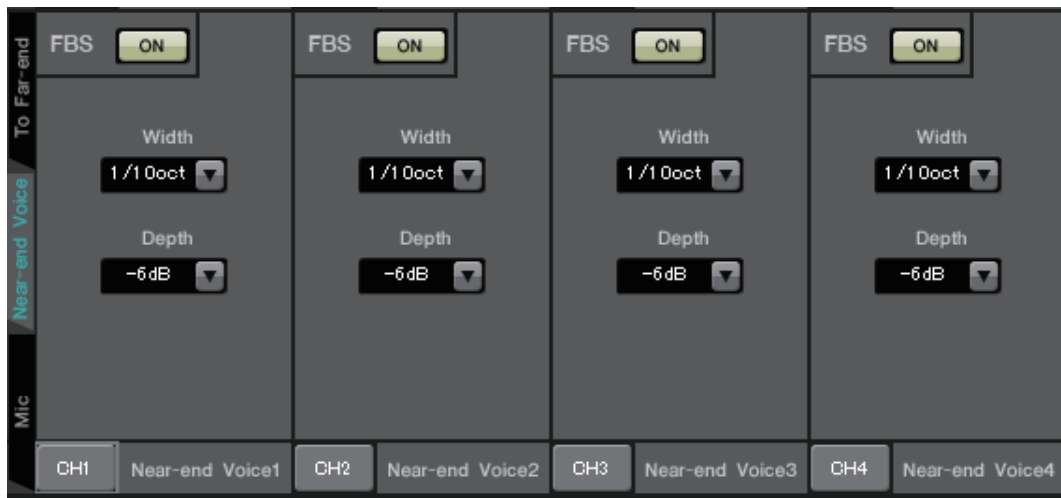 To Far-end
Near-end Voice
Mic
FBS ON
Width
1/10oct
Depth
-6dB
CH1 Near-end Voice1
FBS ON
Width
1/10oct
Depth
-6dB
CH2 Near-end Voice2
FBS ON
Width
1/10oct
Depth
-6dB
CH3 Near-end Voice3
FBS ON
Width
1/10oct
Depth
-6dB
CH4 Near-end Voice4